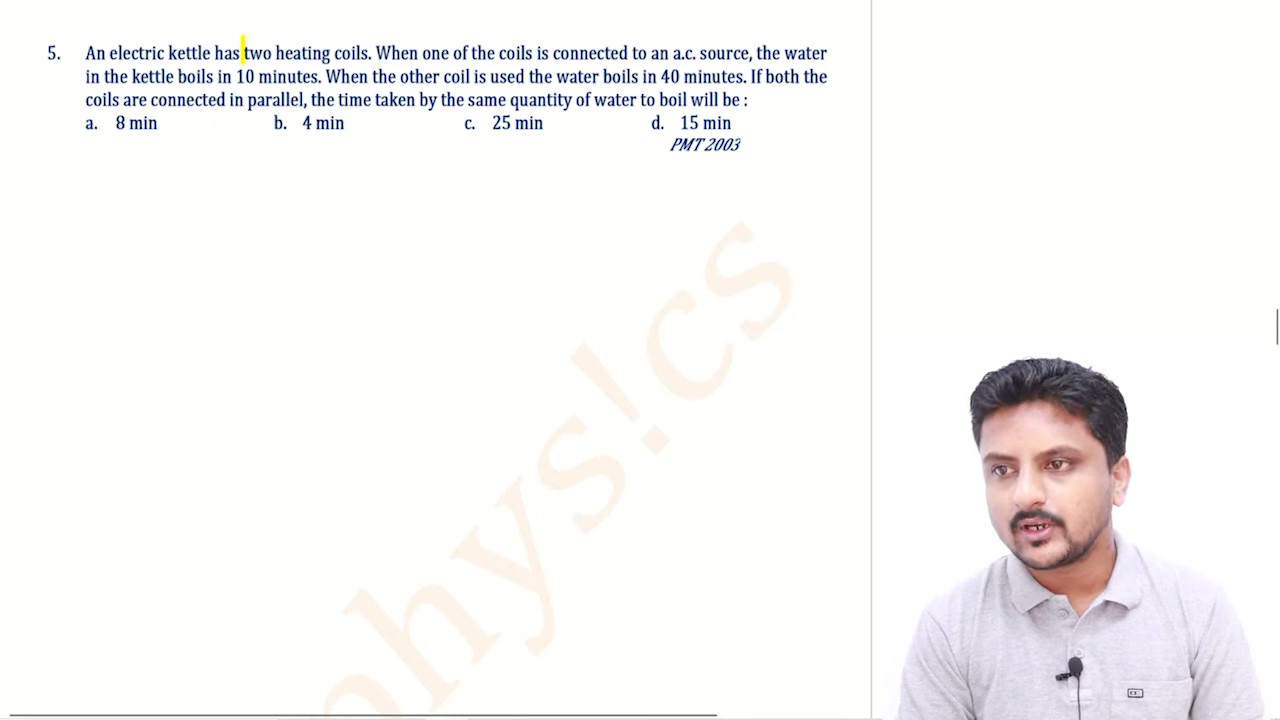 5. An electric kettle has two heating coils. When one of the coils is connected to an a.c. source, the water
in the kettle boils in 10 minutes. When the other coil is used the water boils in 40 minutes. If both the
coils are connected in parallel, the time taken by the same quantity of water to boil will be :
a. 8 min b. 4 min c. 25 min d. 15 min
PMT 2003
phys!cs